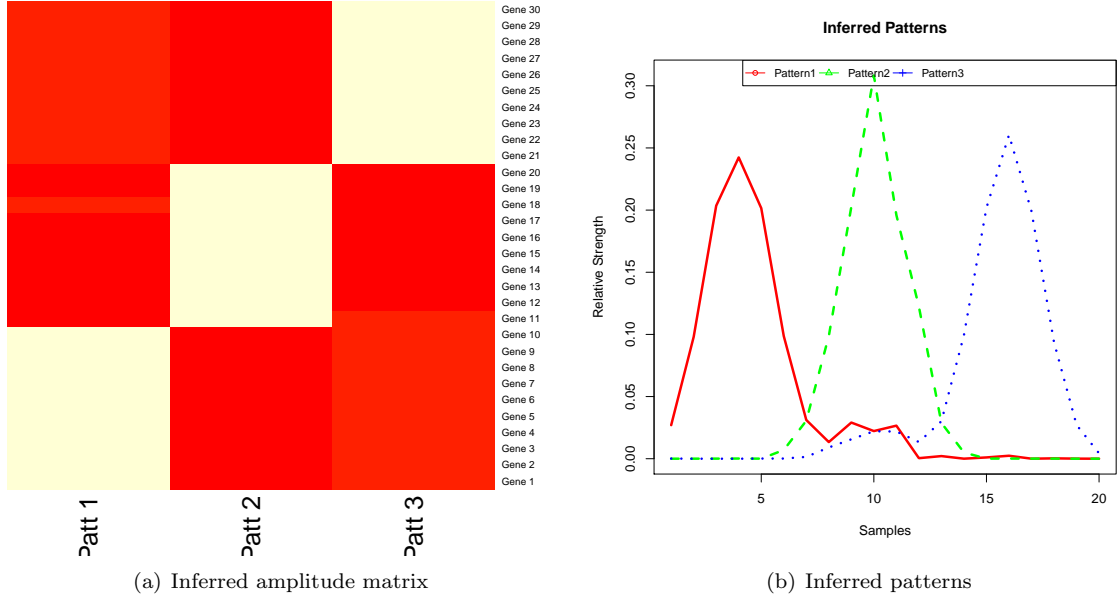 Gene 30
Gene 29
Gene 28
Gene 27
Gene 26
Gene 25
Gene 24
Gene 23
Gene 22
Gene 21
Gene 20
Gene 19
Gene 18
Gene 17
Gene 16
Gene 15
Gene 14
Gene 13
Gene 12
Gene 11
Gene 10
Gene 9
Gene 8
Gene 7
Gene 6
Gene 5
Gene 4
Gene 3
Gene 2
Gene 1
Patt 1
Patt 2
Patt 3
(a) Inferred amplitude matrix
Inferred Patterns
Pattern1 Pattern2 Pattern3
Relative Strength
0.30
0.25
0.20
0.15
0.10
0.05
0.00
5 10 15 20
Samples
(b) Inferred patterns